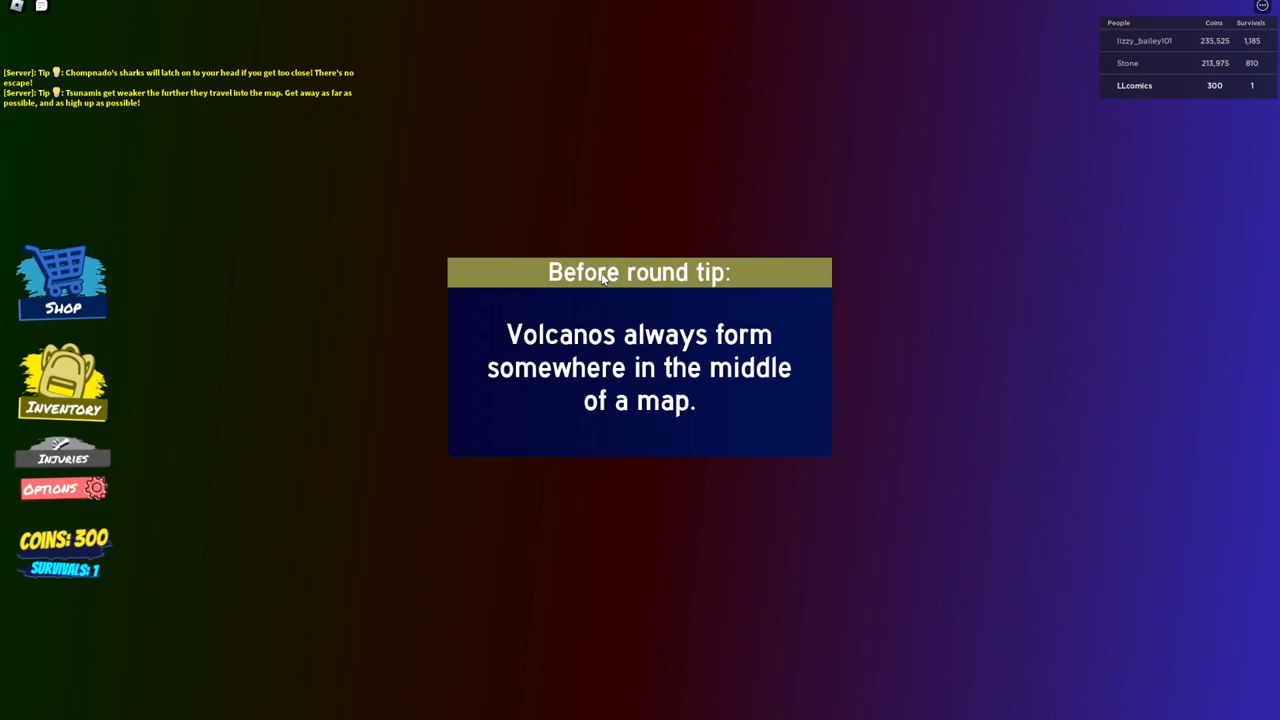 People Coins Survivals
lizzy_bailey101 235,525 1,185
Stone 213,975 810
LLcomics 300 1
[Server]: Tip 💡: Chompnado's sharks will latch on to your head if you get too close! There's no
escape!
[Server]: Tip 💡: Tsunamis get weaker the further they travel into the map. Get away as far as
possible, and as high up as possible!
Before round tip:
Volcanos always form
somewhere in the middle
of a map.
SHOP
INVENTORY
INJURIES
OPTIONS
COINS: 300
SURVIVALS: 1